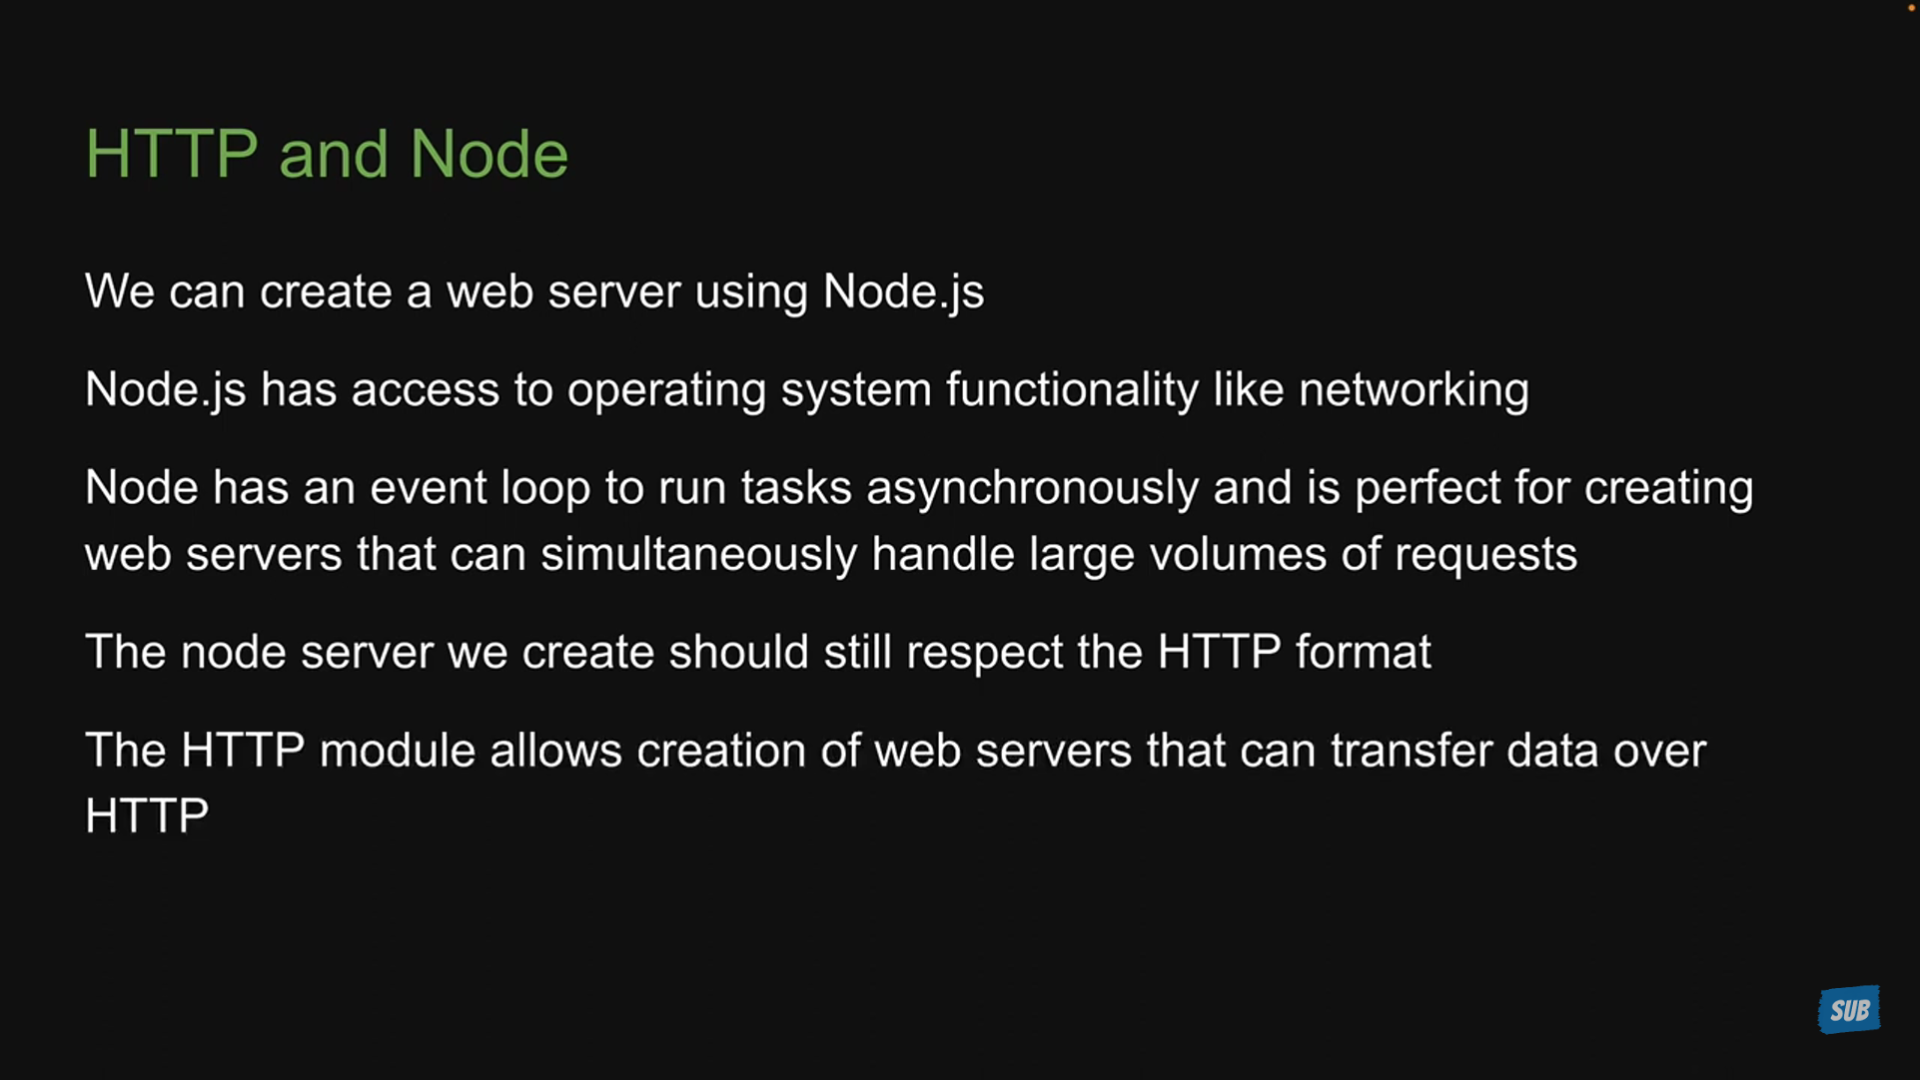 HTTP and Node
We can create a web server using Node.js
Node.js has access to operating system functionality like networking
Node has an event loop to run tasks asynchronously and is perfect for creating
web servers that can simultaneously handle large volumes of requests
The node server we create should still respect the HTTP format
The HTTP module allows creation of web servers that can transfer data over
HTTP
SUB